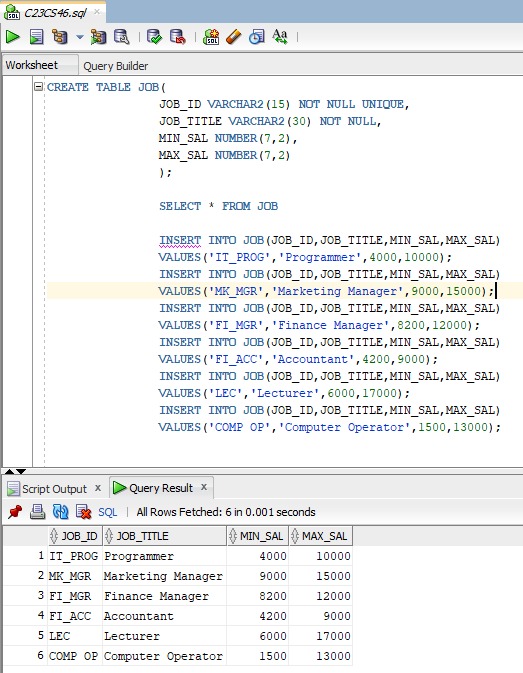 C23CS46.sql
Worksheet Query Builder
CREATE TABLE JOB(
JOB_ID VARCHAR2(15) NOT NULL UNIQUE,
JOB_TITLE VARCHAR2(30) NOT NULL,
MIN_SAL NUMBER(7,2),
MAX_SAL NUMBER(7,2)
);
SELECT * FROM JOB
INSERT INTO JOB(JOB_ID,JOB_TITLE,MIN_SAL,MAX_SAL)
VALUES('IT_PROG','Programmer',4000,10000);
INSERT INTO JOB(JOB_ID,JOB_TITLE,MIN_SAL,MAX_SAL)
VALUES('MK_MGR','Marketing Manager',9000,15000);
INSERT INTO JOB(JOB_ID,JOB_TITLE,MIN_SAL,MAX_SAL)
VALUES('FI_MGR','Finance Manager',8200,12000);
INSERT INTO JOB(JOB_ID,JOB_TITLE,MIN_SAL,MAX_SAL)
VALUES('FI_ACC','Accountant',4200,9000);
INSERT INTO JOB(JOB_ID,JOB_TITLE,MIN_SAL,MAX_SAL)
VALUES('LEC','Lecturer',6000,17000);
INSERT INTO JOB(JOB_ID,JOB_TITLE,MIN_SAL,MAX_SAL)
VALUES('COMP OP','Computer Operator',1500,13000);
Script Output x Query Result x
SQL | All Rows Fetched: 6 in 0.001 seconds
JOB_ID JOB_TITLE MIN_SAL MAX_SAL
1 IT_PROG Programmer 4000 10000
2 MK_MGR Marketing Manager 9000 15000
3 FI_MGR Finance Manager 8200 12000
4 FI_ACC Accountant 4200 9000
5 LEC Lecturer 6000 17000
6 COMP OP Computer Operator 1500 13000